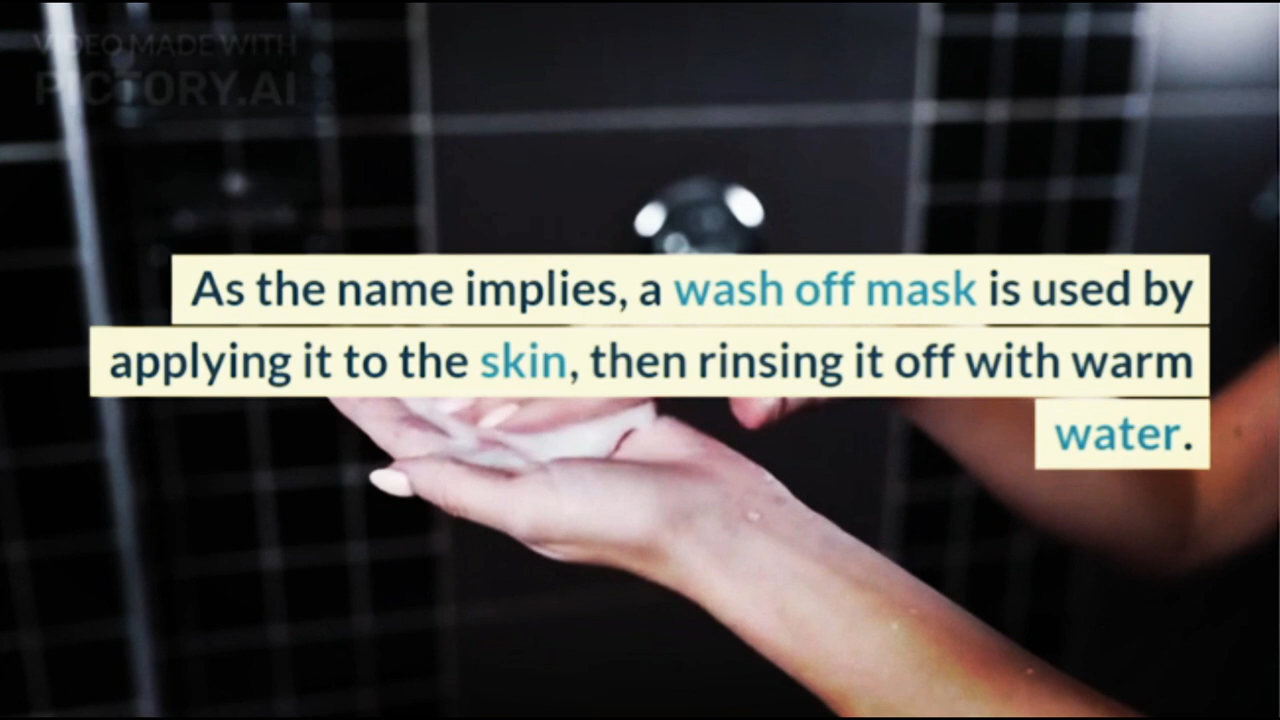 VIDEO MADE WITH
PICTORY.AI
As the name implies, a wash off mask is used by
applying it to the skin, then rinsing it off with warm
water.